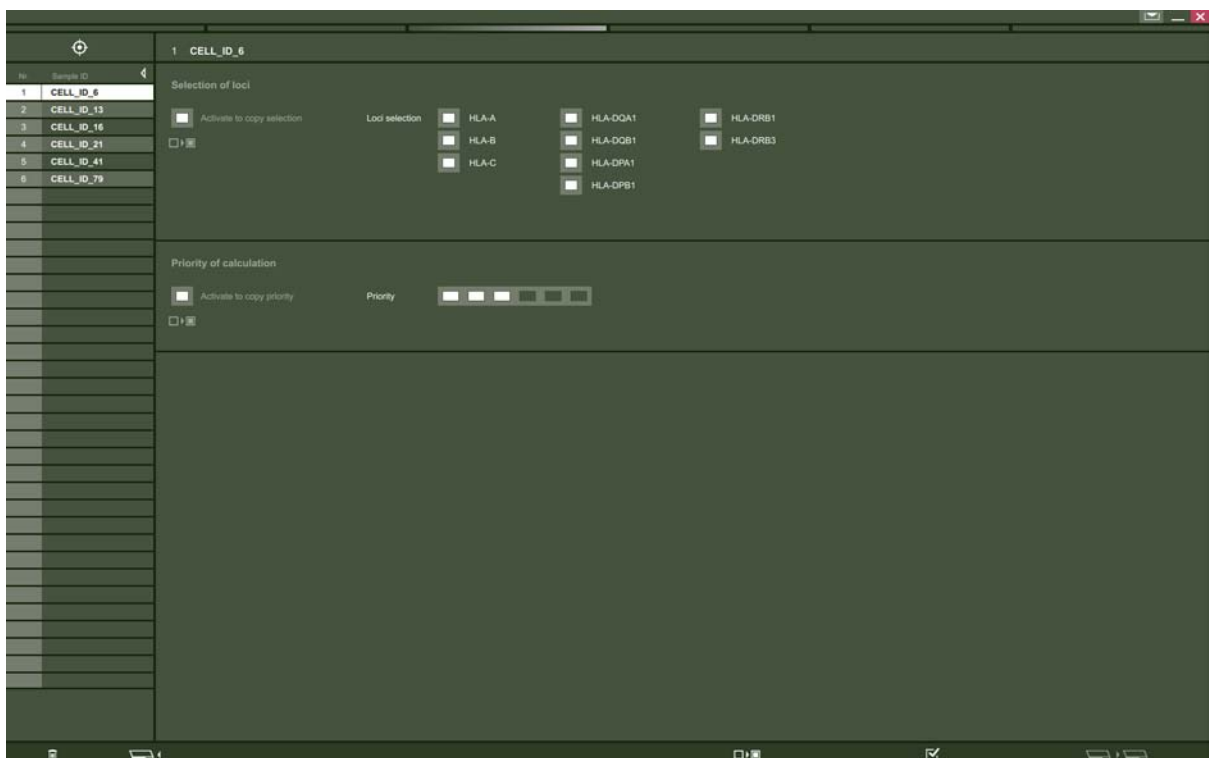 1 CELL_ID_6
Nr. Sample ID
1 CELL_ID_6
2 CELL_ID_13
3 CELL_ID_16
4 CELL_ID_21
5 CELL_ID_41
6 CELL_ID_79
Selection of loci
Activate to copy selection
Loci selection
HLA-A HLA-DQA1 HLA-DRB1
HLA-B HLA-DQB1 HLA-DRB3
HLA-C HLA-DPA1
HLA-DPB1
Priority of calculation
Activate to copy priority
Priority